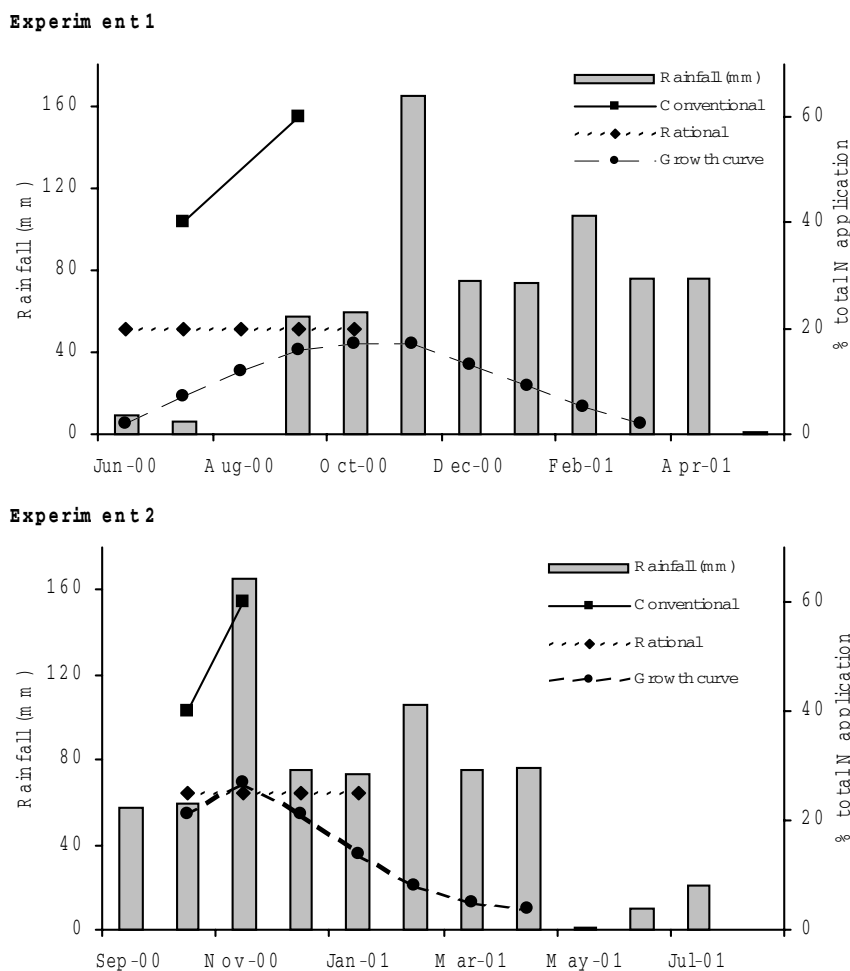 Experiment 1
Rainfall (mm)
Conventional
Rational
Growth curve
160
120
80
40
0
Rainfall (mm)
60
40
20
0
% total N application
Jun-00 Aug-00 Oct-00 Dec-00 Feb-01 Apr-01
Experiment 2
Rainfall (mm)
Conventional
Rational
Growth curve
160
120
80
40
0
Rainfall (mm)
60
40
20
0
% total N application
Sep-00 Nov-00 Jan-01 Mar-01 May-01 Jul-01